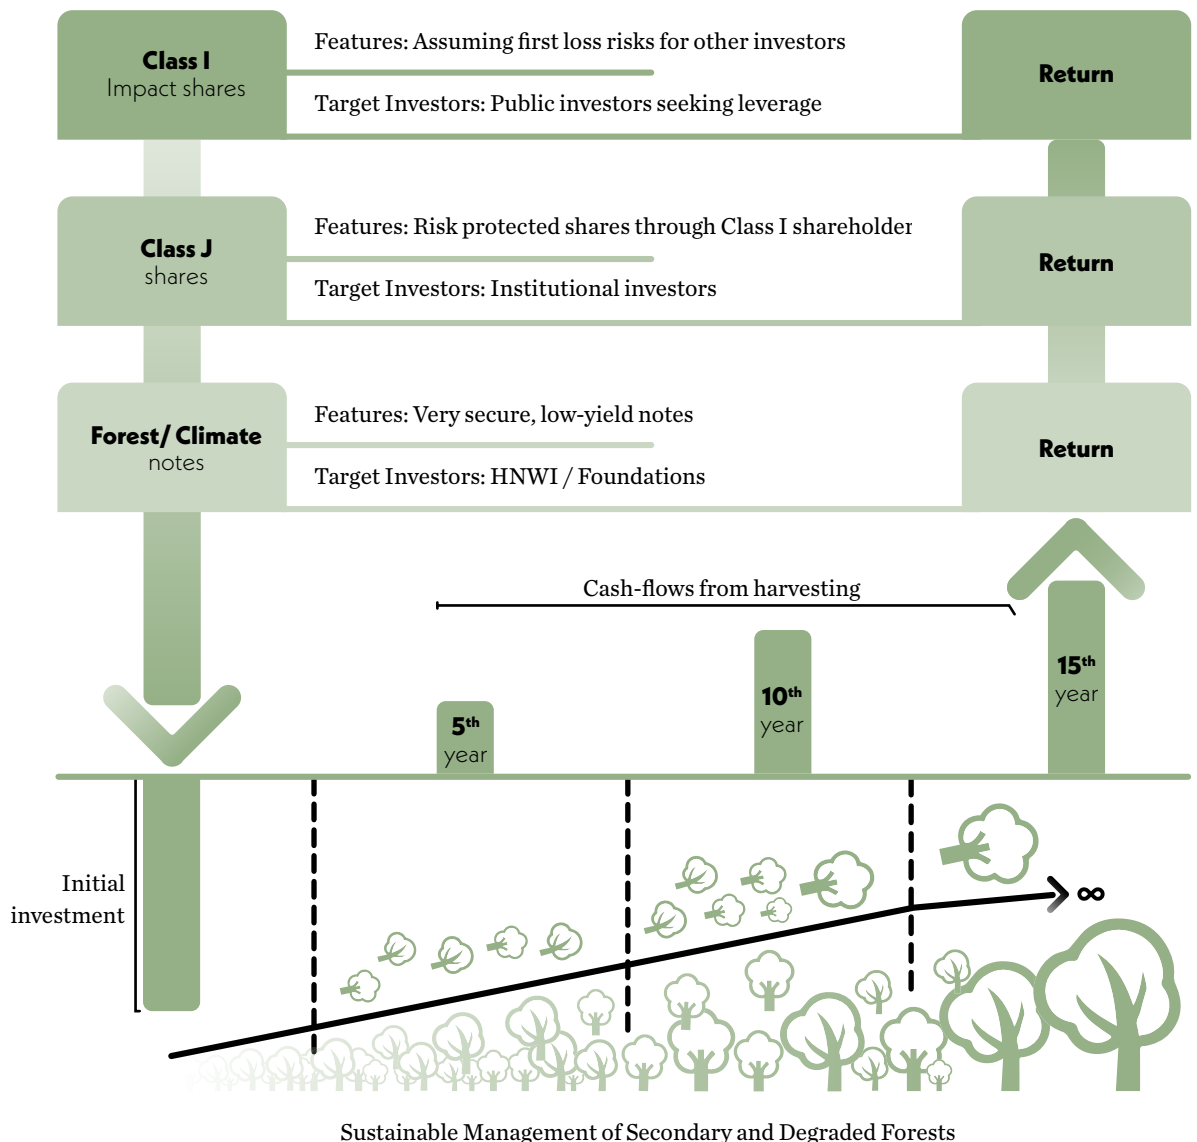 Class I
Impact shares
Features: Assuming first loss risks for other investors
Target Investors: Public investors seeking leverage
Return
Class J
shares
Features: Risk protected shares through Class I shareholder
Target Investors: Institutional investors
Return
Forest/ Climate
notes
Features: Very secure, low-yield notes
Target Investors: HNWI / Foundations
Return
Cash-flows from harvesting
5th
year
10th
year
15th
year
Initial
investment
∞
Sustainable Management of Secondary and Degraded Forests